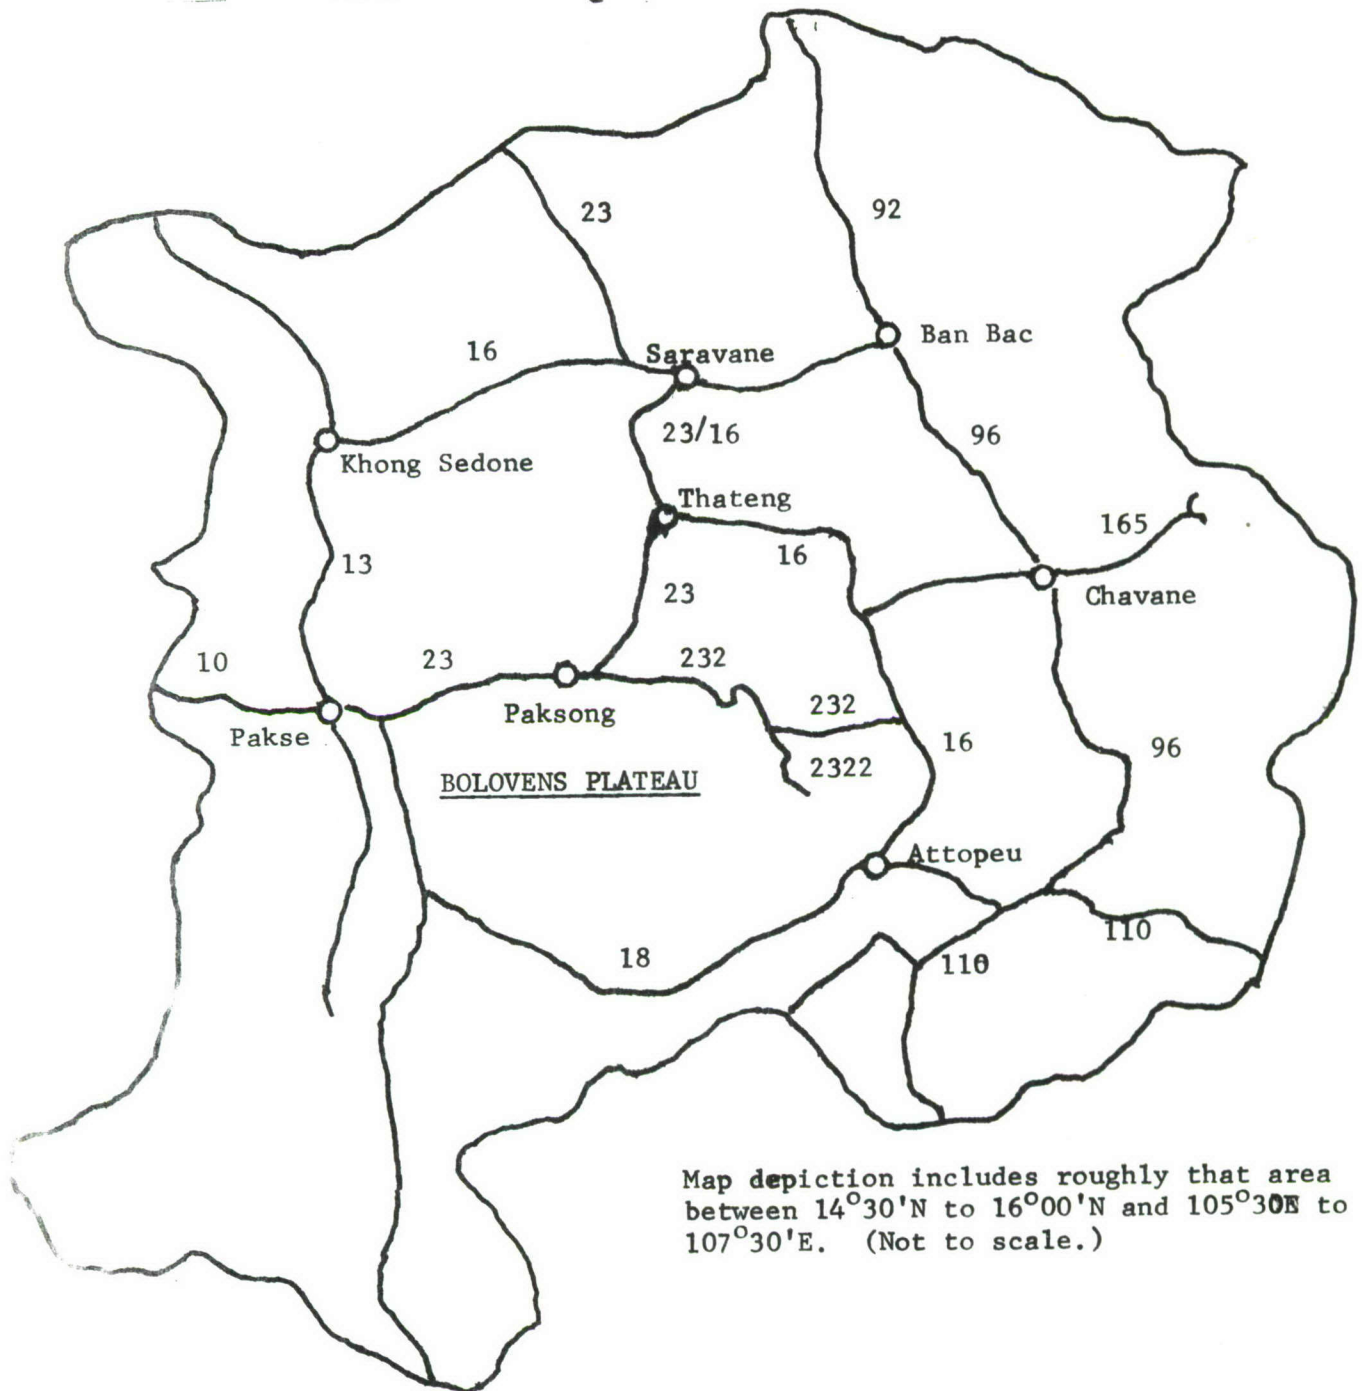 23
92
Ban Bac
16
Saravane
23/16
96
Khong Sedone
Thateng
165
16
13
23
Chavane
10
23
232
232
Paksong
Pakse
16
96
2322
BOLOVENS PLATEAU
Attopeu
110
18
110
Map depiction includes roughly that area
between 14°30'N to 16°00'N and 105°30E to
107°30'E. (Not to scale.)